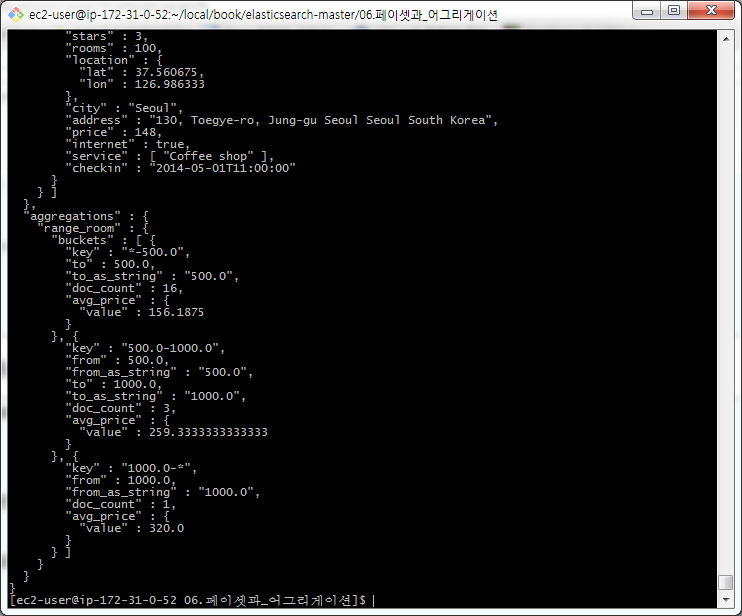 ec2-user@ip-172-31-0-52:~/local/book/elasticsearch-master/06.페이셋과_어그리게이션
"stars" : 3,
"rooms" : 100,
"location" : {
"lat" : 37.560675,
"lon" : 126.986333
},
"city" : "Seoul",
"address" : "130, Toegye-ro, Jung-gu Seoul Seoul South Korea",
"price" : 148,
"internet" : true,
"service" : [ "Coffee shop" ],
"checkin" : "2014-05-01T11:00:00"
}
} ]
},
"aggregations" : {
"range_room" : {
"buckets" : [ {
"key" : "*-500.0",
"to" : 500.0,
"to_as_string" : "500.0",
"doc_count" : 16,
"avg_price" : {
"value" : 156.1875
}
}, {
"key" : "500.0-1000.0",
"from" : 500.0,
"from_as_string" : "500.0",
"to" : 1000.0,
"to_as_string" : "1000.0",
"doc_count" : 3,
"avg_price" : {
"value" : 259.3333333333333
}
}, {
"key" : "1000.0-*",
"from" : 1000.0,
"from_as_string" : "1000.0",
"doc_count" : 1,
"avg_price" : {
"value" : 320.0
}
} ]
}
}
}
[ec2-user@ip-172-31-0-52 06.페이셋과_어그리게이션]$